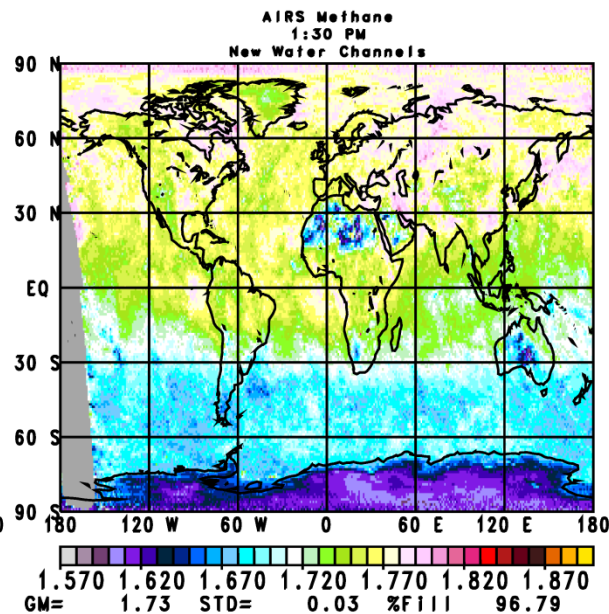 AIRS Methane
1:30 PM
New Water Channels
90 N
60 N
30 N
EQ
30 S
60 S
90 S
0 180 120 W 60 W 0 60 E 120 E 180
1.570 1.620 1.670 1.720 1.770 1.820 1.870
GM= 1.73 STD= 0.03 %Fill 96.79